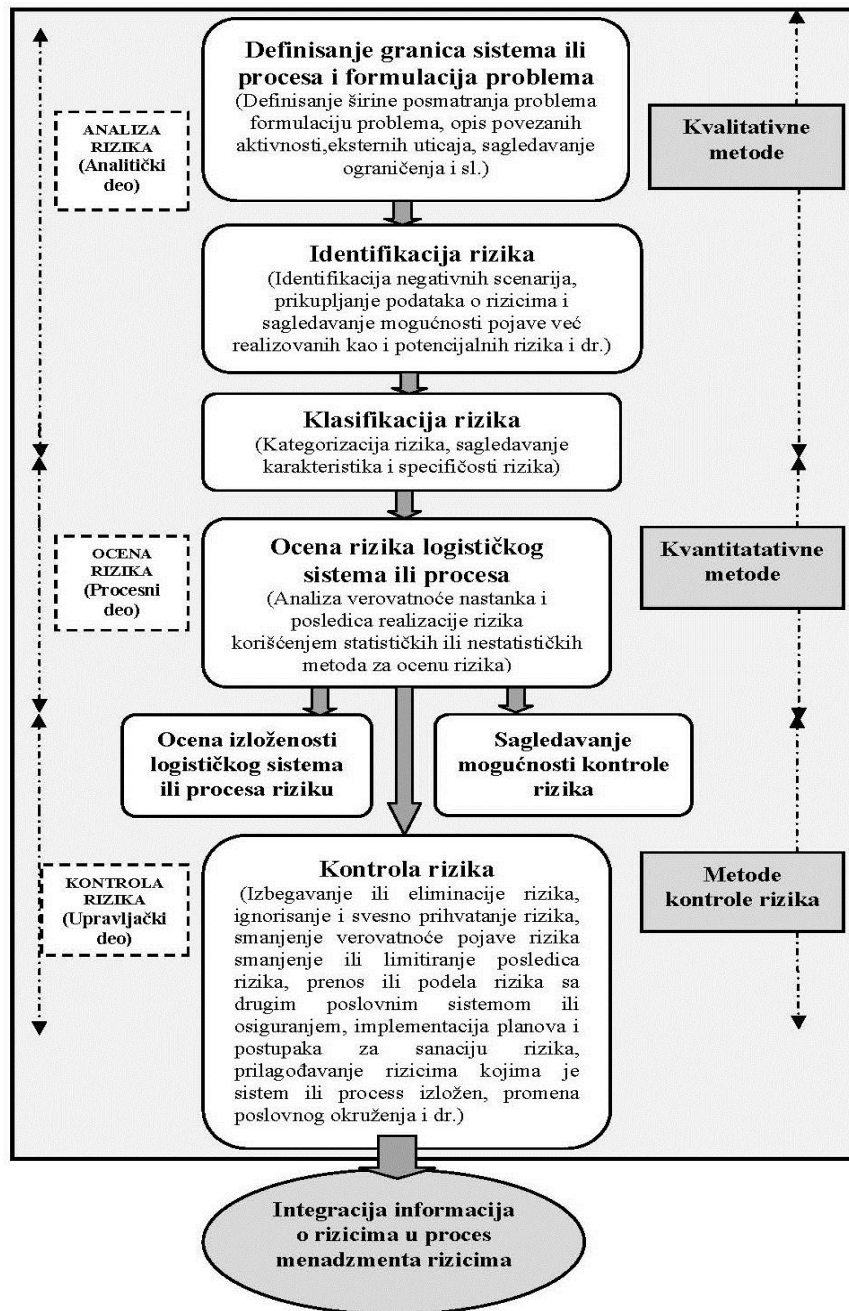 Definisanje granica sistema ili
procesa i formulacija problema
(Definisanje širine posmatranja problema
formulaciju problema, opis povezanih
aktivnosti,eksternih uticaja, sagledavanje
ograničenja i sl.)
ANALIZA
RIZIKA
(Analitički
deo)
Kvalitativne
metode
Identifikacija rizika
(Identifikacija negativnih scenarija,
prikupljanje podataka o rizicima i
sagledavanje mogućnosti pojave već
realizovanih kao i potencijalnih rizika i dr.)
Klasifikacija rizika
(Kategorizacija rizika, sagledavanje
karakteristika i specifičosti rizika)
OCENA
RIZIKA
(Procesni
deo)
Ocena rizika logističkog
sistema ili procesa
(Analiza verovatnoće nastanka i
posledica realizacije rizika
korišćenjem statističkih ili nestatističkih
metoda za ocenu rizika)
Kvantitatativne
metode
Ocena izloženosti
logističkog sistema
ili procesa riziku
Sagledavanje
mogućnosti kontrole
rizika
KONTROLA
RIZIKA
(Upravljački
deo)
Kontrola rizika
(Izbegavanje ili eliminacije rizika,
ignorisanje i svesno prihvatanje rizika,
smanjenje verovatnoće pojave rizika
smanjenje ili limitiranje posledica
rizika, prenos ili podela rizika sa
drugim poslovnim sistemom ili
osiguranjem, implementacija planova i
postupaka za sanaciju rizika,
prilagođavanje rizicima kojima je
sistem ili process izložen, promena
poslovnog okruženja i dr.)
Metode
kontrole rizika
Integracija informacija
o rizicima u proces
menadzmenta rizicima